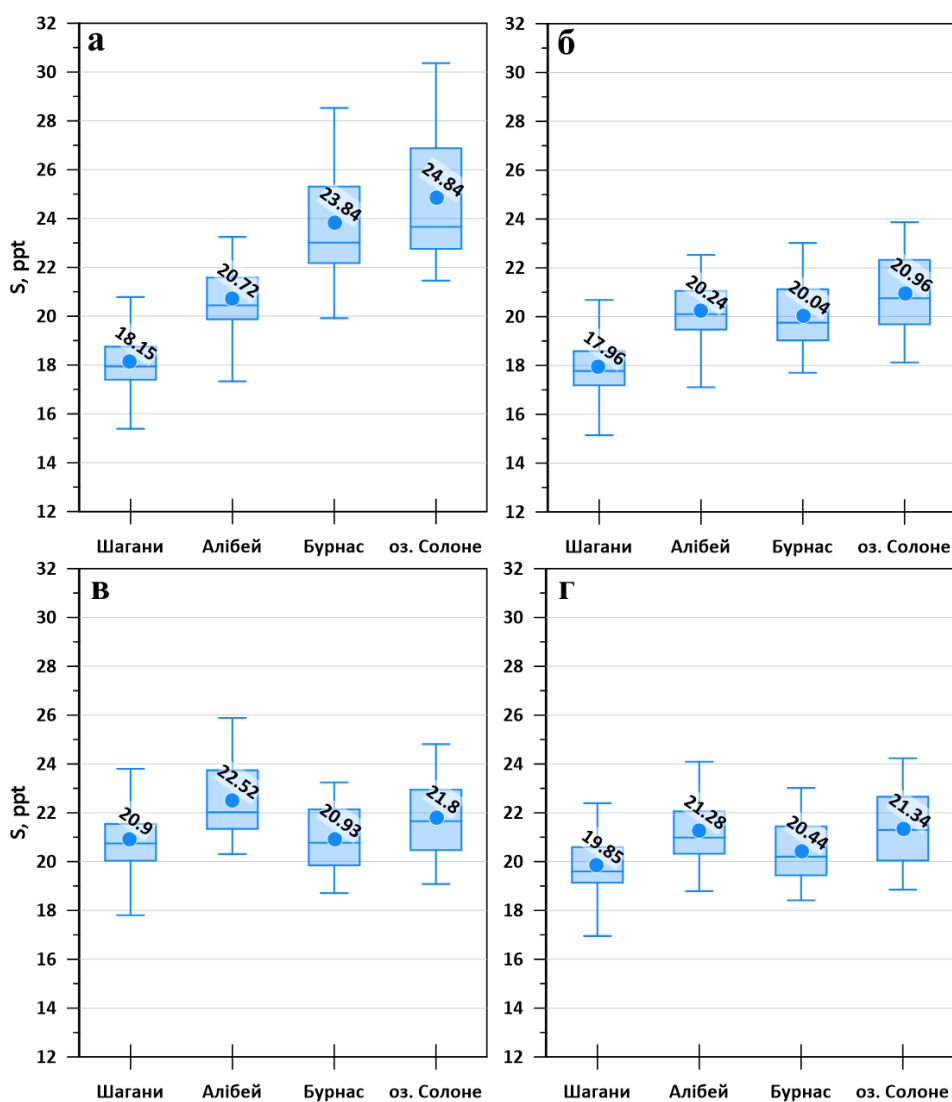 а
б
S, ppt
32
30
28
26
24
22
20
18
16
14
12
18.15
20.72
23.84
24.84
Шагани
Алібей
Бурнас
оз. Солоне
32
30
28
26
24
22
20
18
16
14
12
17.96
20.24
20.04
20.96
Шагани
Алібей
Бурнас
оз. Солоне
в
г
S, ppt
32
30
28
26
24
22
20
18
16
14
12
20.9
22.52
20.93
21.8
Шагани
Алібей
Бурнас
оз. Солоне
32
30
28
26
24
22
20
18
16
14
12
19.85
21.28
20.44
21.34
Шагани
Алібей
Бурнас
оз. Солоне